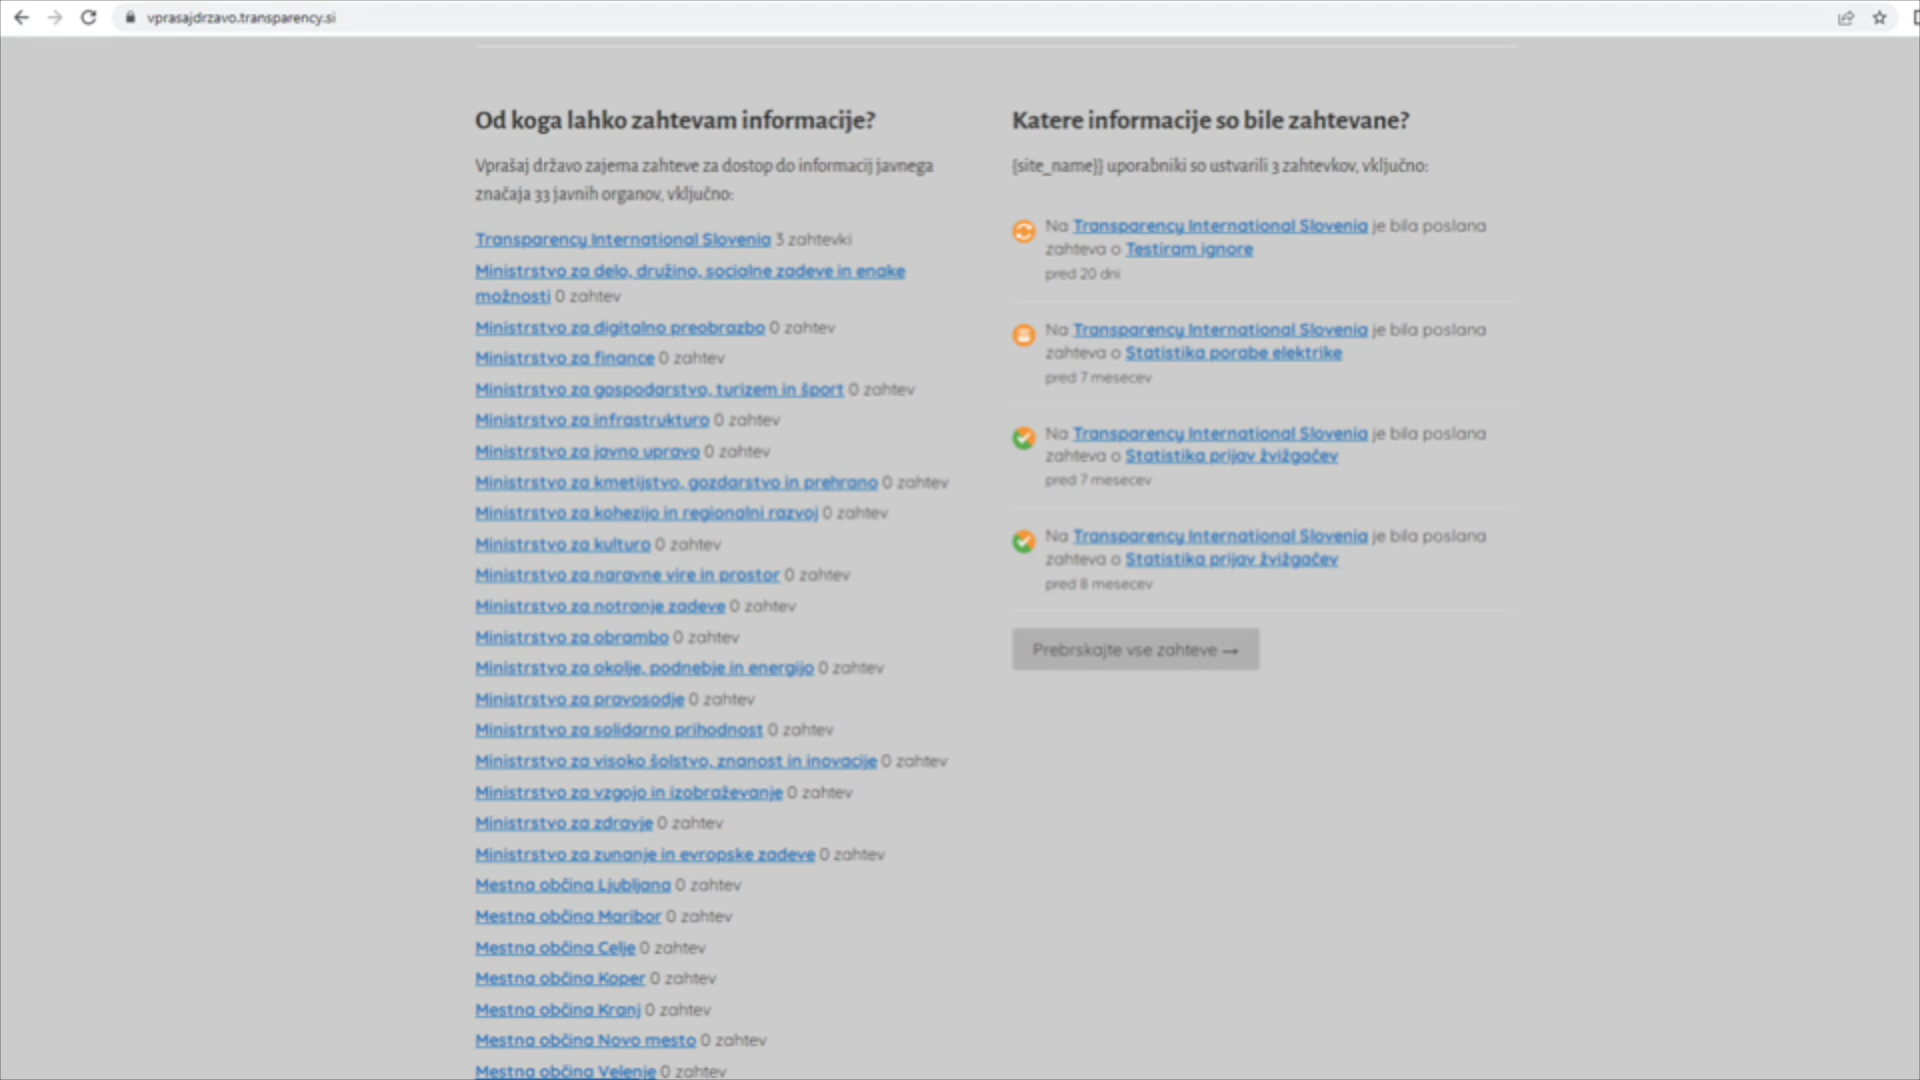 vprasajdrzavo.transparency.si
Od koga lahko zahtevam informacije?
Vprašaj državo zajema zahteve za dostop do informacij javnega
značaja 33 javnih organov, vključno:
Transparency International Slovenia 3 zahtevki
Ministrstvo za delo, družino, socialne zadeve in enake
možnosti 0 zahtev
Ministrstvo za digitalno preobrazbo 0 zahtev
Ministrstvo za finance 0 zahtev
Ministrstvo za gospodarstvo, turizem in šport 0 zahtev
Ministrstvo za infrastrukturo 0 zahtev
Ministrstvo za javno upravo 0 zahtev
Ministrstvo za kmetijstvo, gozdarstvo in prehrano 0 zahtev
Ministrstvo za kohezijo in regionalni razvoj 0 zahtev
Ministrstvo za kulturo 0 zahtev
Ministrstvo za naravne vire in prostor 0 zahtev
Ministrstvo za notranje zadeve 0 zahtev
Ministrstvo za obrambo 0 zahtev
Ministrstvo za okolje, podnebje in energijo 0 zahtev
Ministrstvo za pravosodje 0 zahtev
Ministrstvo za solidarno prihodnost 0 zahtev
Ministrstvo za visoko šolstvo, znanost in inovacije 0 zahtev
Ministrstvo za vzgojo in izobraževanje 0 zahtev
Ministrstvo za zdravje 0 zahtev
Ministrstvo za zunanje in evropske zadeve 0 zahtev
Mestna občina Ljubljana 0 zahtev
Mestna občina Maribor 0 zahtev
Mestna občina Celje 0 zahtev
Mestna občina Koper 0 zahtev
Mestna občina Kranj 0 zahtev
Mestna občina Novo mesto 0 zahtev
Mestna občina Velenje 0 zahtev
Katere informacije so bile zahtevane?
{site_name}} uporabniki so ustvarili 3 zahtevkov, vključno:
Na Transparency International Slovenia je bila poslana
zahteva o Testiram ignore
pred 20 dni
Na Transparency International Slovenia je bila poslana
zahteva o Statistika porabe elektrike
pred 7 mesecev
Na Transparency International Slovenia je bila poslana
zahteva o Statistika prijav žvižgačev
pred 7 mesecev
Na Transparency International Slovenia je bila poslana
zahteva o Statistika prijav žvižgačev
pred 8 mesecev
Prebrskajte vse zahteve →